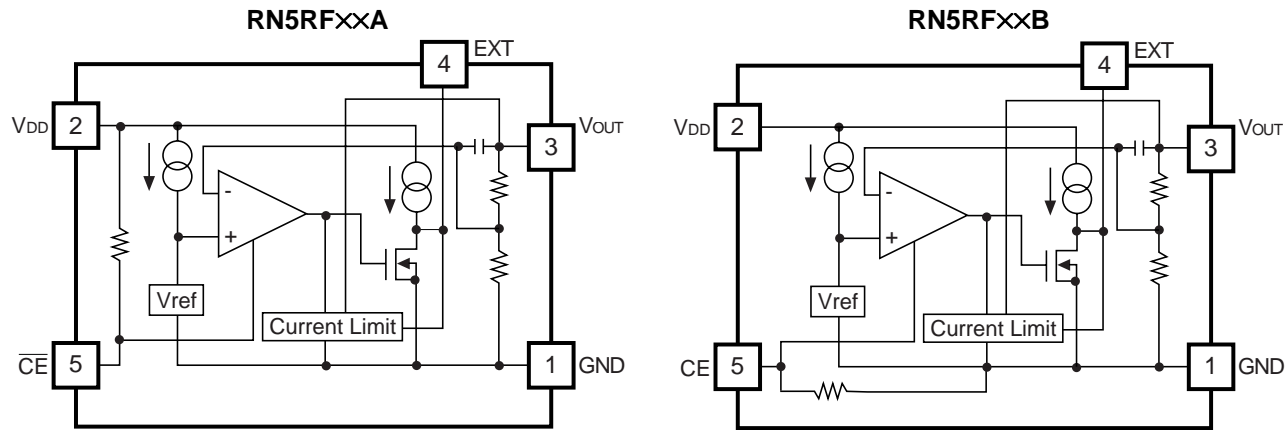 RN5RF××A
EXT
4
VDD
2
VOUT
3
-
+
Vref
Current Limit
C̅E̅
5
1
GND
RN5RF××B
EXT
4
VDD
2
VOUT
3
-
+
Vref
Current Limit
CE
5
1
GND